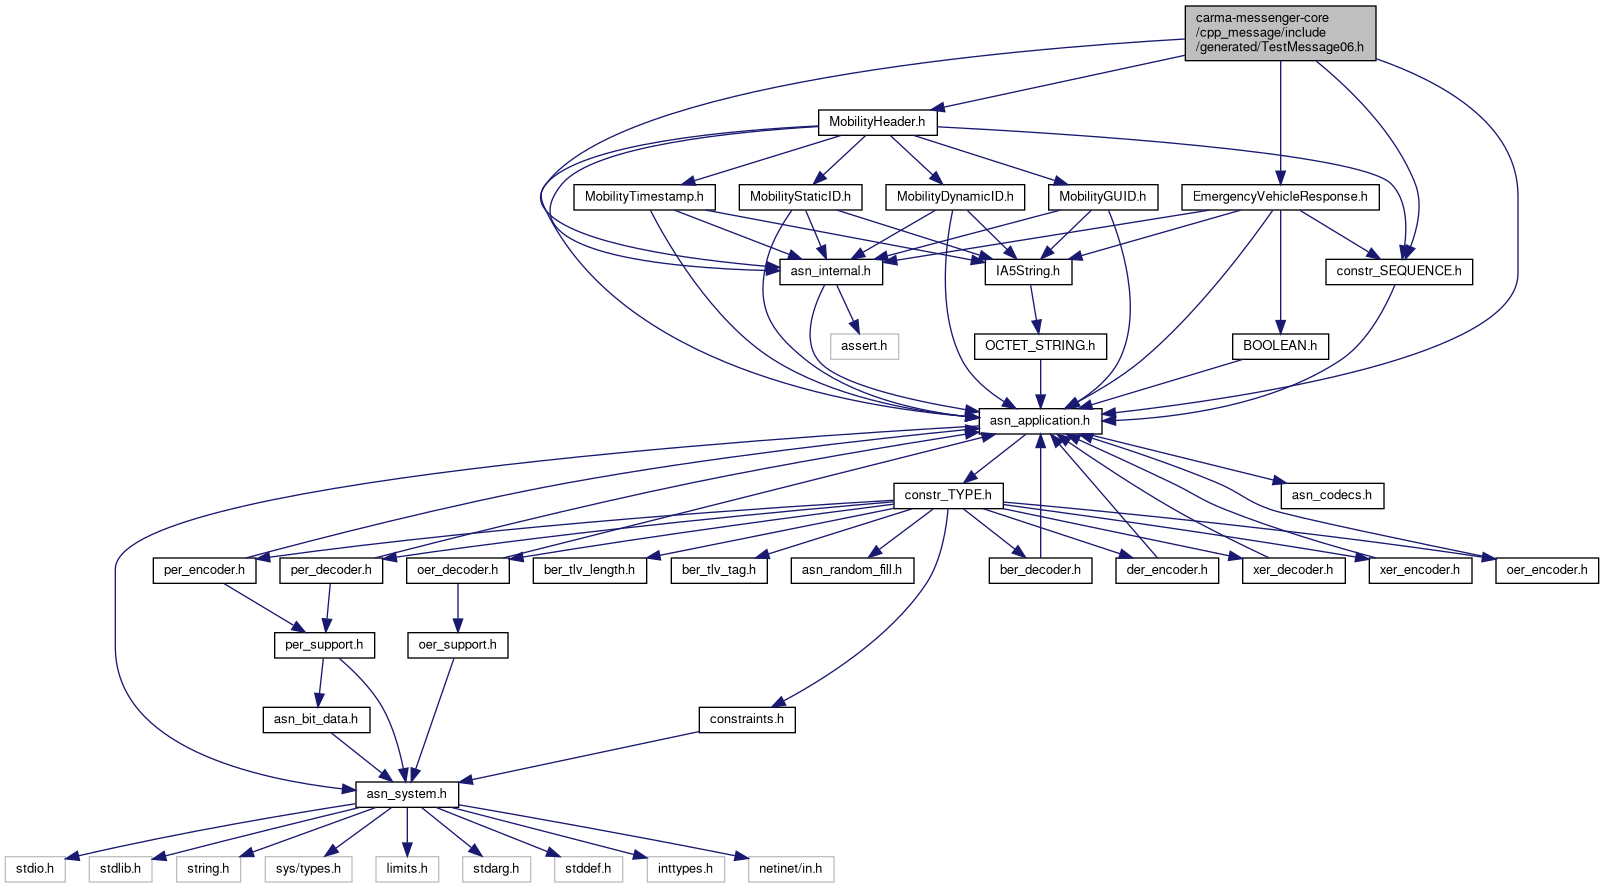 carma-messenger-core
/cpp_message/include
/generated/TestMessage06.h
MobilityHeader.h
MobilityTimestamp.h
MobilityStaticID.h
MobilityDynamicID.h
MobilityGUID.h
EmergencyVehicleResponse.h
asn_internal.h
IA5String.h
constr_SEQUENCE.h
assert.h
OCTET_STRING.h
BOOLEAN.h
asn_application.h
constr_TYPE.h
asn_codecs.h
per_encoder.h
per_decoder.h
oer_decoder.h
ber_tlv_length.h
ber_tlv_tag.h
asn_random_fill.h
ber_decoder.h
der_encoder.h
xer_decoder.h
xer_encoder.h
oer_encoder.h
per_support.h
oer_support.h
asn_bit_data.h
constraints.h
asn_system.h
stdio.h
stdlib.h
string.h
sys/types.h
limits.h
stdarg.h
stddef.h
inttypes.h
netinet/in.h